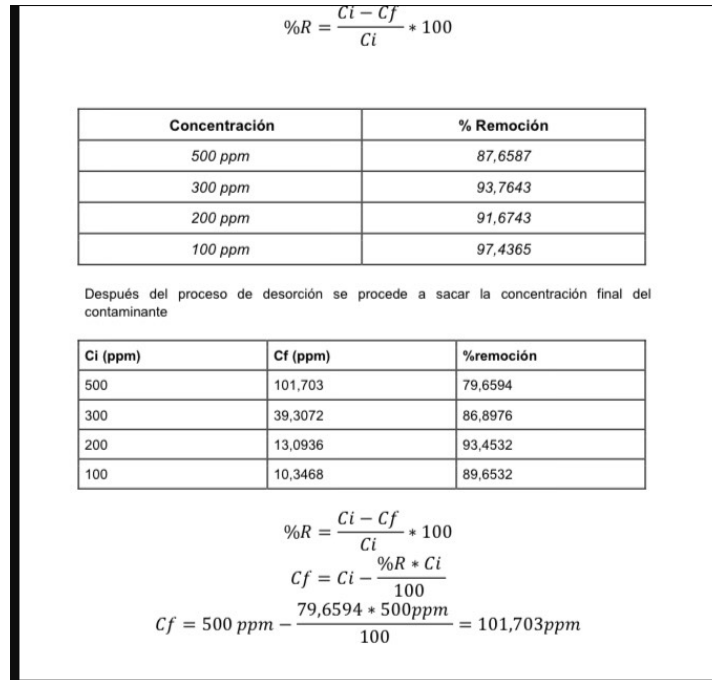 %R = \frac{Ci - Cf}{Ci} * 100
Concentración % Remoción
500 ppm 87,6587
300 ppm 93,7643
200 ppm 91,6743
100 ppm 97,4365
Después del proceso de desorción se procede a sacar la concentración final del
contaminante
Ci (ppm) Cf (ppm) %remoción
500 101,703 79,6594
300 39,3072 86,8976
200 13,0936 93,4532
100 10,3468 89,6532
%R = \frac{Ci - Cf}{Ci} * 100
Cf = Ci - \frac{%R * Ci}{100}
Cf = 500 ppm - \frac{79,6594 * 500ppm}{100} = 101,703ppm